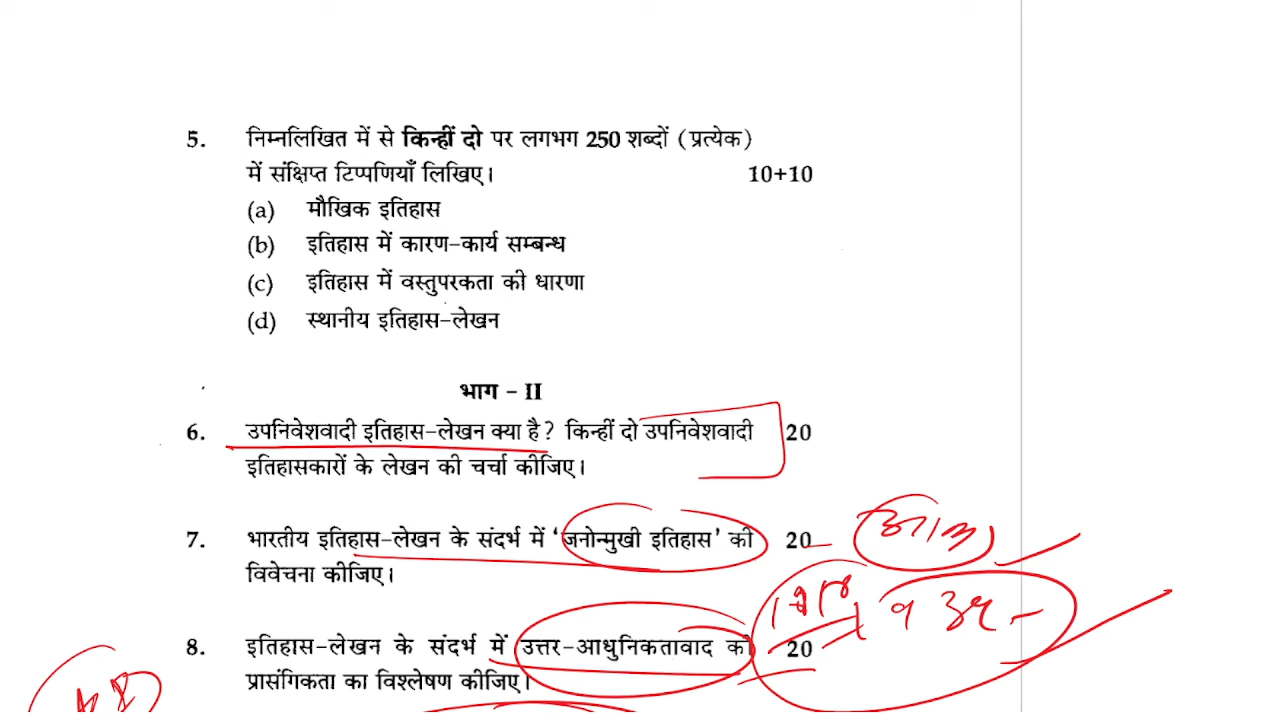 5. निम्नलिखित में से किन्हीं दो पर लगभग 250 शब्दों (प्रत्येक)
में संक्षिप्त टिप्पणियाँ लिखिए। 10+10
(a) मौखिक इतिहास
(b) इतिहास में कारण-कार्य सम्बन्ध
(c) इतिहास में वस्तुपरकता की धारणा
(d) स्थानीय इतिहास-लेखन
भाग - II
6. उपनिवेशवादी इतिहास-लेखन क्या है? किन्हीं दो उपनिवेशवादी 20
इतिहासकारों के लेखन की चर्चा कीजिए।
7. भारतीय इतिहास-लेखन के संदर्भ में 'जनोन्मुखी इतिहास' की 20
विवेचना कीजिए।
8. इतिहास-लेखन के संदर्भ में उत्तर-आधुनिकतावाद की 20
प्रासंगिकता का विश्लेषण कीजिए।